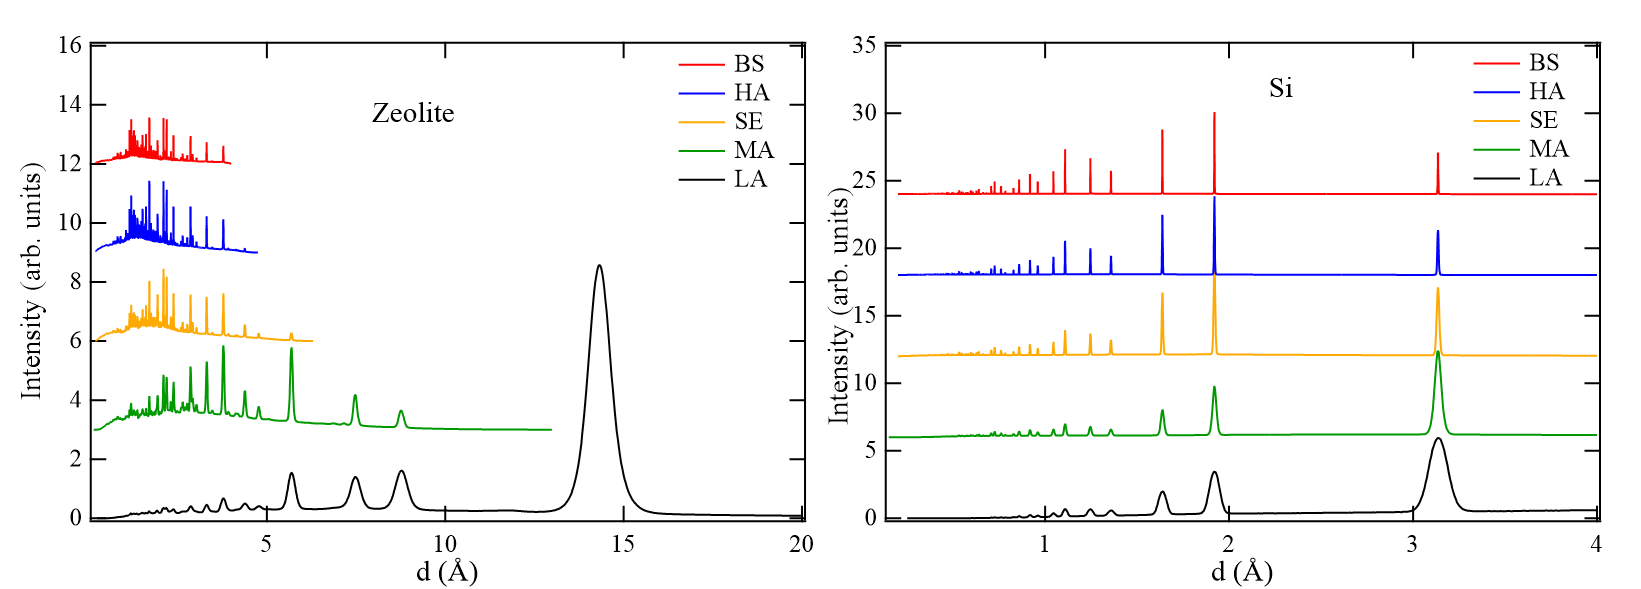 Zeolite
BS
HA
SE
MA
LA
Intensity (arb. units)
16
14
12
10
8
6
4
2
0
5
10
15
20
d (Å)
Si
BS
HA
SE
MA
LA
Intensity (arb. units)
35
30
25
20
15
10
5
0
1
2
3
4
d (Å)